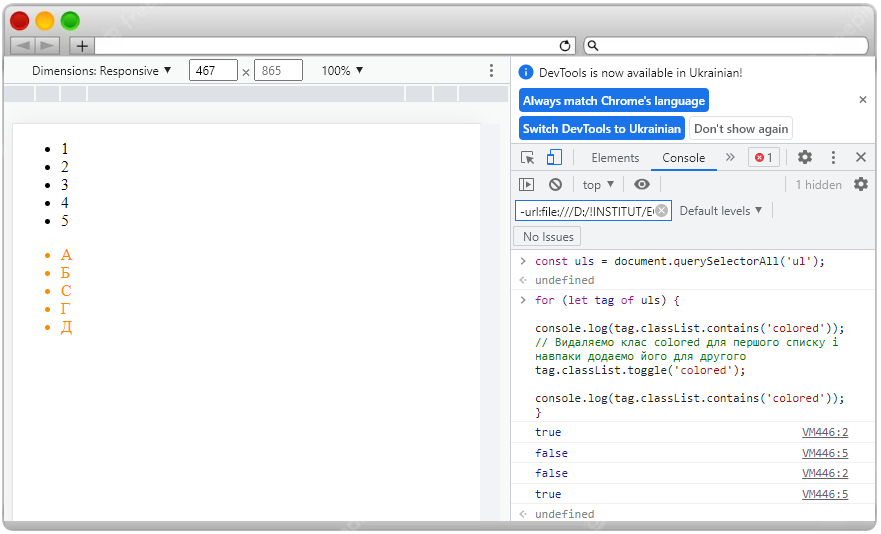 Dimensions: Responsive ▼ 467 × 865 100% ▼
1
2
3
4
5
А
Б
С
Г
Д
DevTools is now available in Ukrainian!
Always match Chrome's language
Switch DevTools to Ukrainian Don't show again
Elements Console » 1
top ▼ 1 hidden
-url:file:///D:/!INSTITUT/E Default levels ▼
No Issues
> const uls = document.querySelectorAll('ul');
undefined
> for (let tag of uls) {
console.log(tag.classList.contains('colored'));
// Видаляємо клас colored для першого списку і
навпаки додаємо його для другого
tag.classList.toggle('colored');
console.log(tag.classList.contains('colored'));
}
true VM446:2
false VM446:5
false VM446:2
true VM446:5
undefined